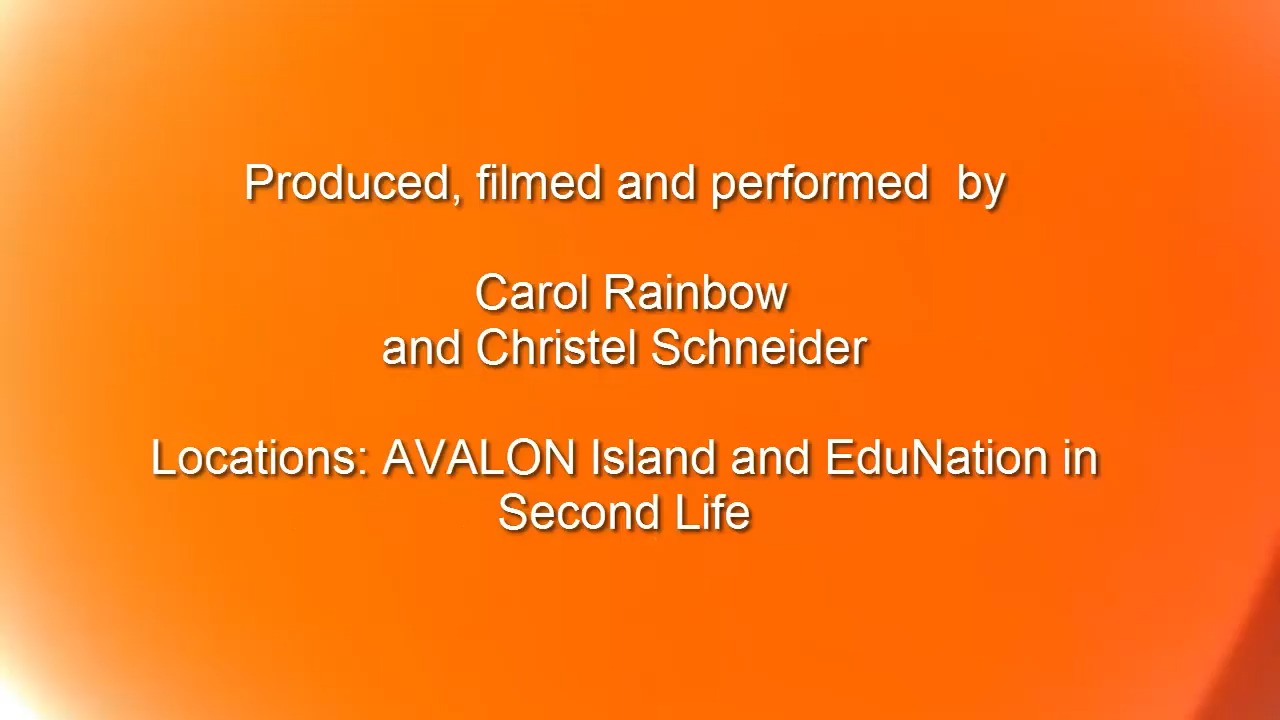 Produced, filmed and performed  by
Carol Rainbow
and Christel Schneider
Locations: AVALON Island and EduNation in
Second Life